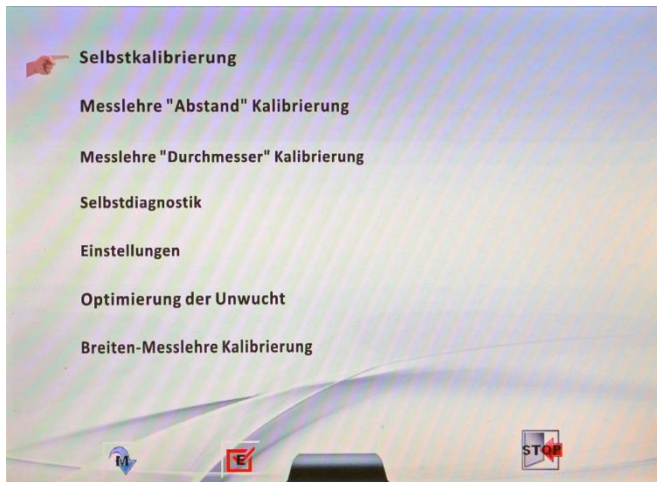 Selbstkalibrierung
Messlehre "Abstand" Kalibrierung
Messlehre "Durchmesser" Kalibrierung
Selbstdiagnostik
Einstellungen
Optimierung der Unwucht
Breiten-Messlehre Kalibrierung
M
E
STOP